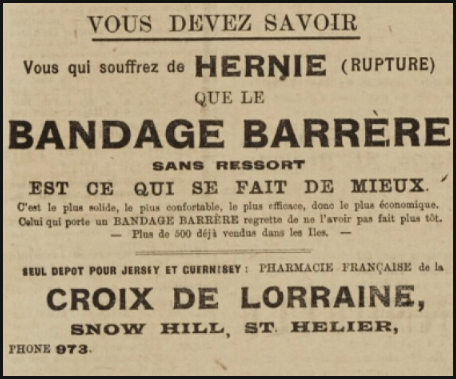 VOUS DEVEZ SAVOIR
Vous qui souffrez de HERNIE (RUPTURE)
QUE LE
BANDAGE BARRÈRE
SANS RESSORT
EST CE QUI SE FAIT DE MIEUX.
C'est le plus solide, le plus confortable, le plus efficace, donc le plus économique.
Celui qui porte un BANDAGE BARRÈRE regrette de ne l'avoir pas fait plus tôt.
— Plus de 500 déjà vendus dans les Iles. —
SEUL DEPOT POUR JERSEY ET GUERNSEY: PHARMACIE FRANÇAISE de la
CROIX DE LORRAINE,
SNOW HILL, ST. HELIER,
PHONE 973.